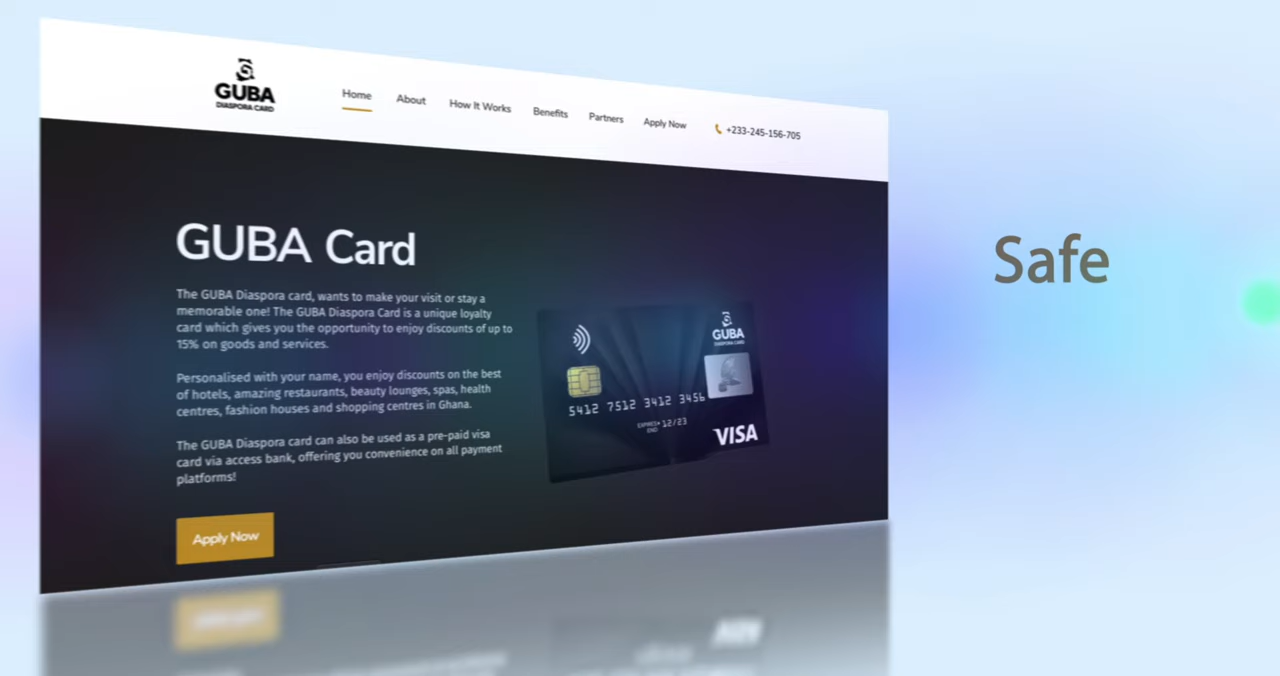 GUBA
DIASPORA CARD
Home
About
How It Works
Benefits
Partners
Apply Now
+233-245-156-705
GUBA Card
The GUBA Diaspora card, wants to make your visit or stay a
memorable one! The GUBA Diaspora Card is a unique loyalty
card which gives you the opportunity to enjoy discounts of up to
15% on goods and services.
Personalised with your name, you enjoy discounts on the best
of hotels, amazing restaurants, beauty lounges, spas, health
centres, fashion houses and shopping centres in Ghana.
The GUBA Diaspora card can also be used as a pre-paid visa
card via access bank, offering you convenience on all payment
platforms!
Apply Now
GUBA
DIASPORA CARD
5412 7512 3412 3456
EXPIRES
END
12/23
VISA
Safe